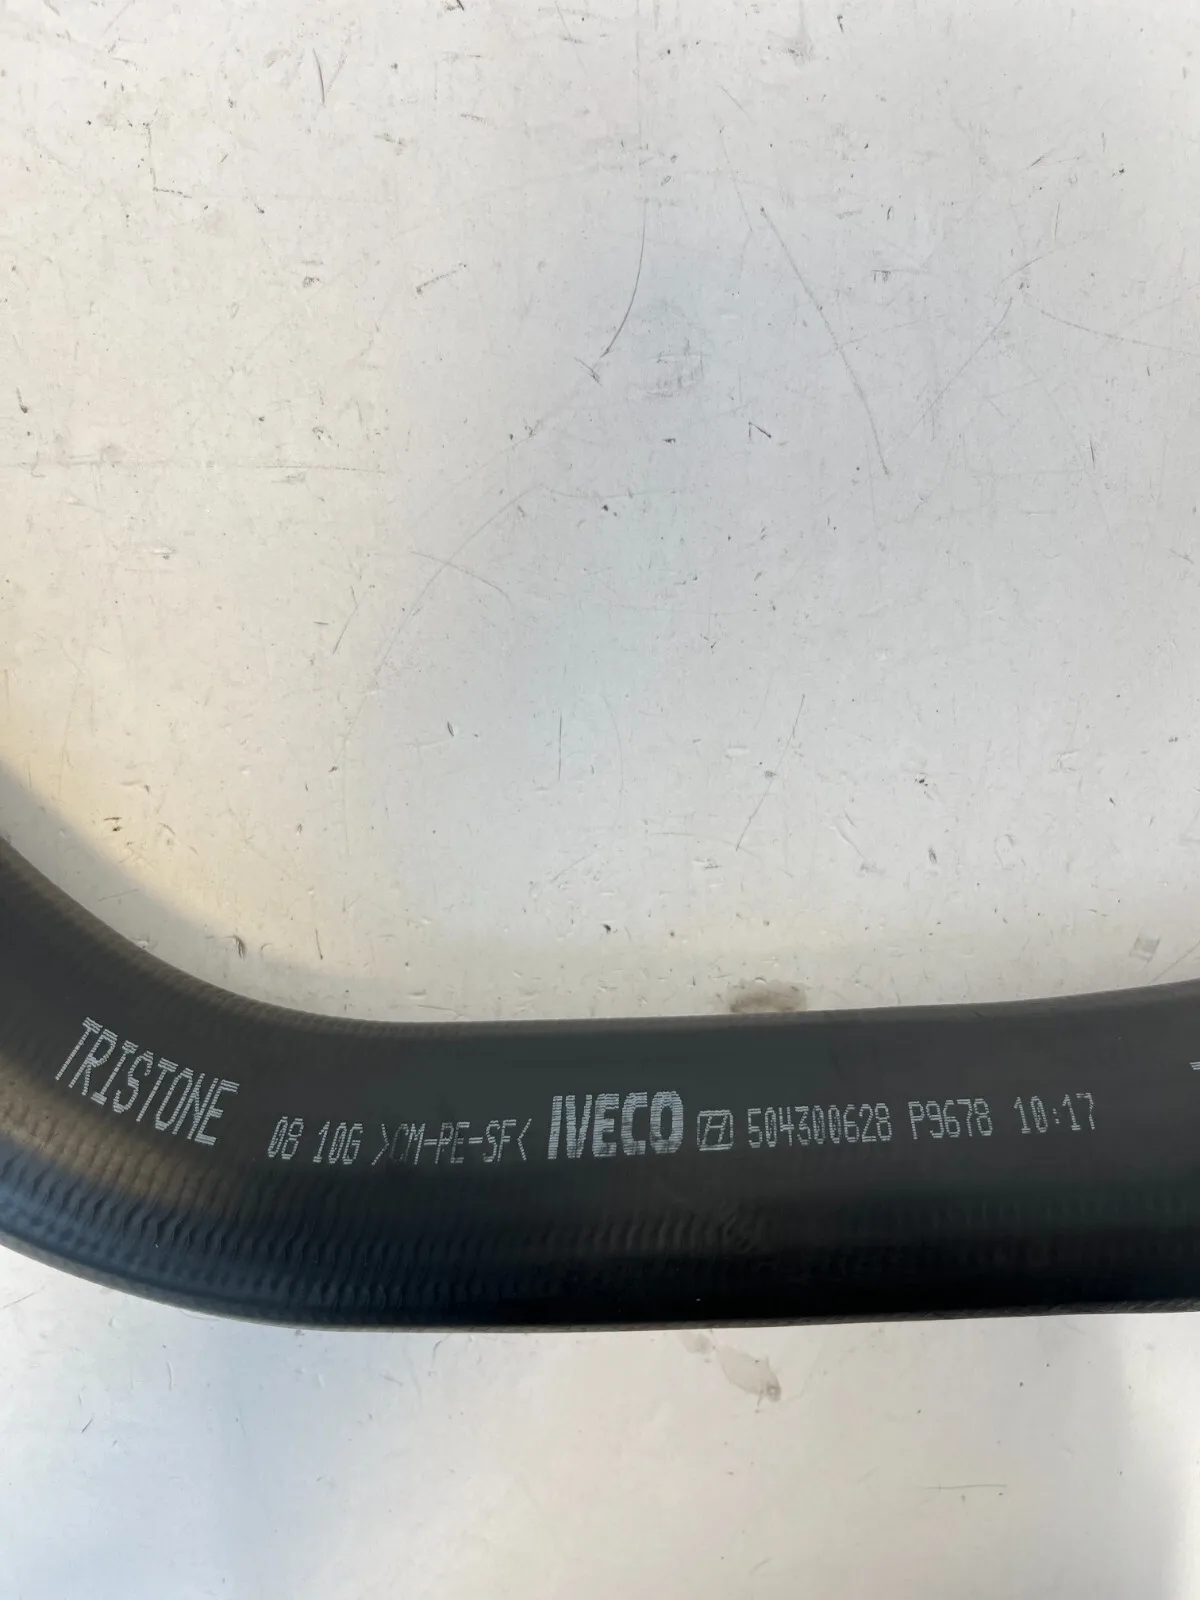 TRISTONE 08 10G >CM-PE-SF< IVECO 504300628 P9678 10:17